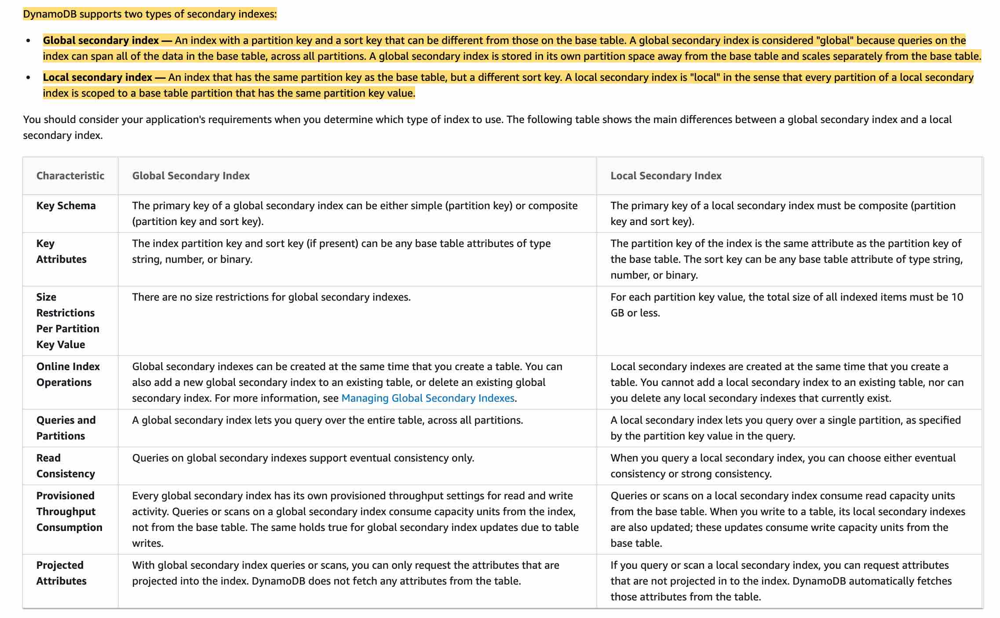 DynamoDB supports two types of secondary indexes:
• Global secondary index — An index with a partition key and a sort key that can be different from those on the base table. A global secondary index is considered "global" because queries on the
index can span all of the data in the base table, across all partitions. A global secondary index is stored in its own partition space away from the base table and scales separately from the base table.
• Local secondary index — An index that has the same partition key as the base table, but a different sort key. A local secondary index is "local" in the sense that every partition of a local secondary
index is scoped to a base table partition that has the same partition key value.
You should consider your application's requirements when you determine which type of index to use. The following table shows the main differences between a global secondary index and a local
secondary index.
Characteristic
Global Secondary Index
Local Secondary Index
Key Schema
The primary key of a global secondary index can be either simple (partition key) or composite
(partition key and sort key).
The primary key of a local secondary index must be composite (partition
key and sort key).
Key
Attributes
The index partition key and sort key (if present) can be any base table attributes of type
string, number, or binary.
The partition key of the index is the same attribute as the partition key of
the base table. The sort key can be any base table attribute of type string,
number, or binary.
Size
Restrictions
Per Partition
Key Value
There are no size restrictions for global secondary indexes.
For each partition key value, the total size of all indexed items must be 10
GB or less.
Online Index
Operations
Global secondary indexes can be created at the same time that you create a table. You can
also add a new global secondary index to an existing table, or delete an existing global
secondary index. For more information, see Managing Global Secondary Indexes.
Local secondary indexes are created at the same time that you create a
table. You cannot add a local secondary index to an existing table, nor can
you delete any local secondary indexes that currently exist.
Queries and
Partitions
A global secondary index lets you query over the entire table, across all partitions.
A local secondary index lets you query over a single partition, as specified
by the partition key value in the query.
Read
Consistency
Queries on global secondary indexes support eventual consistency only.
When you query a local secondary index, you can choose either eventual
consistency or strong consistency.
Provisioned
Throughput
Consumption
Every global secondary index has its own provisioned throughput settings for read and write
activity. Queries or scans on a global secondary index consume capacity units from the index,
not from the base table. The same holds true for global secondary index updates due to table
writes.
Queries or scans on a local secondary index consume read capacity units
from the base table. When you write to a table, its local secondary indexes
are also updated; these updates consume write capacity units from the
base table.
Projected
Attributes
With global secondary index queries or scans, you can only request the attributes that are
projected into the index. DynamoDB does not fetch any attributes from the table.
If you query or scan a local secondary index, you can request attributes
that are not projected in to the index. DynamoDB automatically fetches
those attributes from the table.